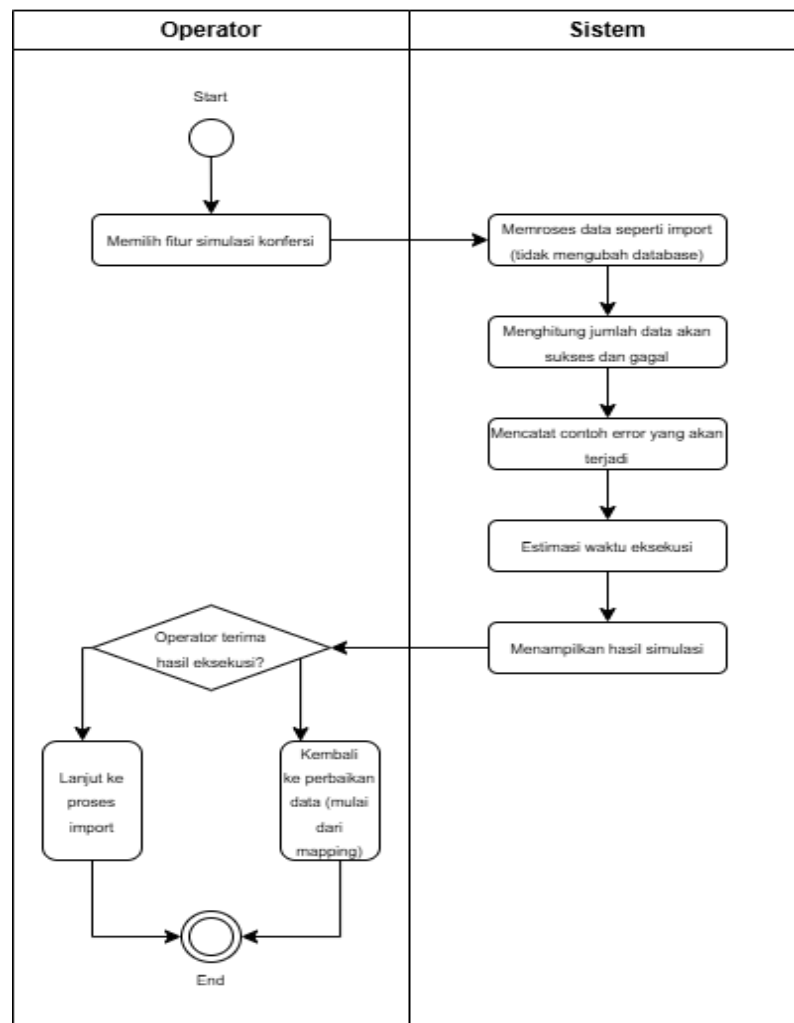 Operator
Sistem
Start
Memilih fitur simulasi konfersi
Memroses data seperti import
(tidak mengubah database)
Menghitung jumlah data akan
sukses dan gagal
Mencatat contoh error yang akan
terjadi
Estimasi waktu eksekusi
Menampilkan hasil simulasi
Operator terima
hasil eksekusi?
Lanjut ke
proses
import
Kembali
ke perbaikan
data (mulai
dari
mapping)
End